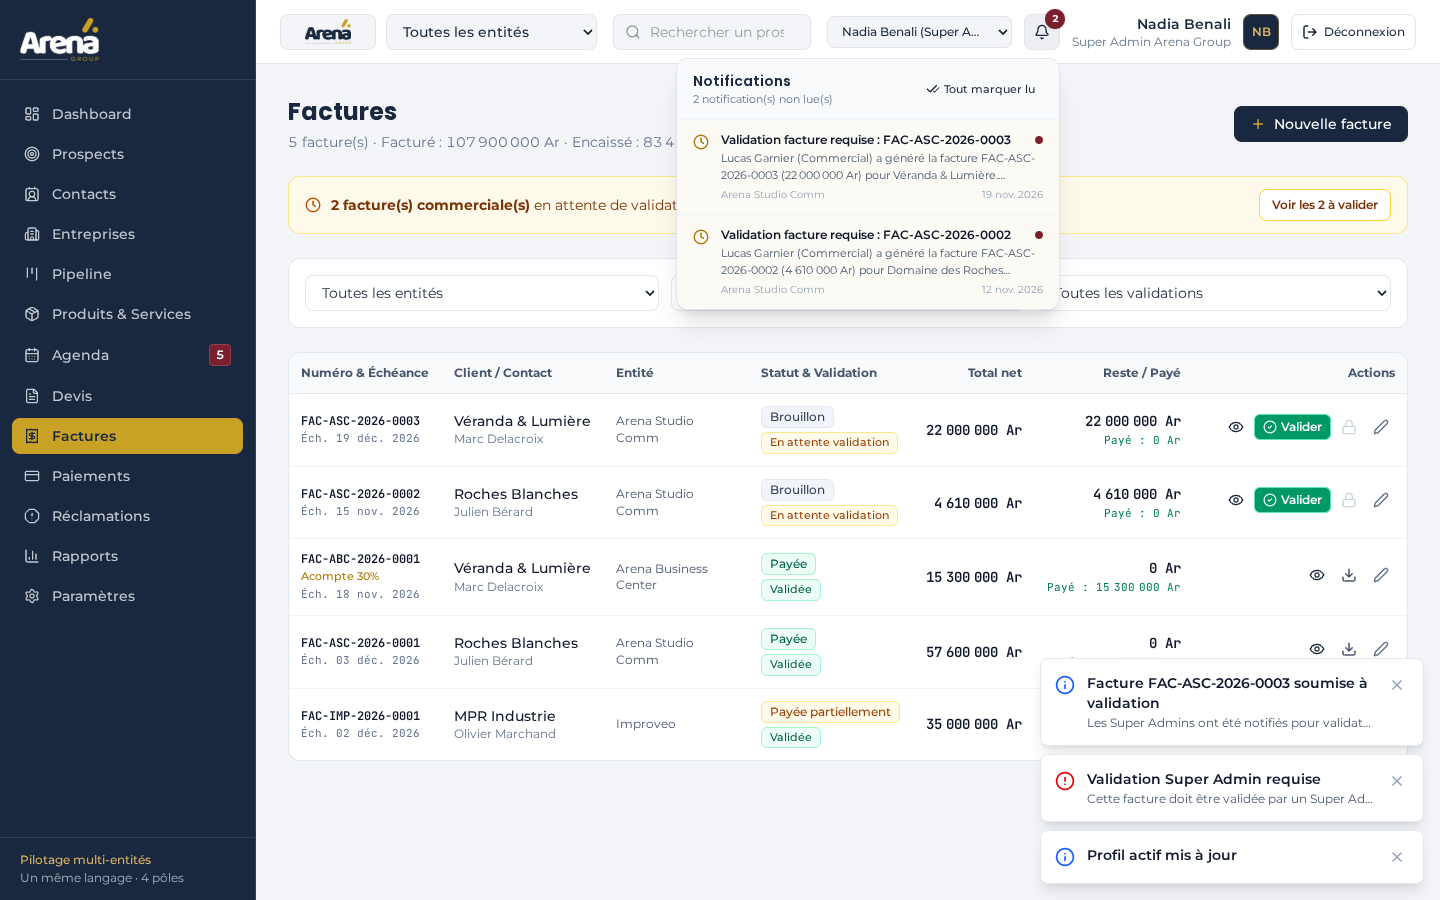 Arena
GROUP
Dashboard
Prospects
Contacts
Entreprises
Pipeline
Produits & Services
Agenda
5
Devis
Factures
Paiements
Réclamations
Rapports
Paramètres
Pilotage multi-entités
Un même langage · 4 pôles
Arena
Toutes les entités
Rechercher un pros
Nadia Benali (Super A...
2
Nadia Benali
Super Admin Arena Group
NB
Déconnexion
Factures
5 facture(s) · Facturé : 107 900 000 Ar · Encaissé : 83 4
Nouvelle facture
Notifications
2 notification(s) non lue(s)
Tout marquer lu
Validation facture requise : FAC-ASC-2026-0003
Lucas Garnier (Commercial) a généré la facture FAC-ASC-
2026-0003 (22 000 000 Ar) pour Véranda & Lumière....
Arena Studio Comm
19 nov. 2026
Validation facture requise : FAC-ASC-2026-0002
Lucas Garnier (Commercial) a généré la facture FAC-ASC-
2026-0002 (4 610 000 Ar) pour Domaine des Roches...
Arena Studio Comm
12 nov. 2026
2 facture(s) commerciale(s) en attente de validat
Voir les 2 à valider
Toutes les entités
Toutes les validations
Numéro & Échéance
Client / Contact
Entité
Statut & Validation
Total net
Reste / Payé
Actions
FAC-ASC-2026-0003
Éch. 19 déc. 2026
Véranda & Lumière
Marc Delacroix
Arena Studio
Comm
Brouillon
En attente validation
22 000 000 Ar
22 000 000 Ar
Payé : 0 Ar
Valider
FAC-ASC-2026-0002
Éch. 15 nov. 2026
Roches Blanches
Julien Bérard
Arena Studio
Comm
Brouillon
En attente validation
4 610 000 Ar
4 610 000 Ar
Payé : 0 Ar
Valider
FAC-ABC-2026-0001
Acompte 30%
Éch. 18 nov. 2026
Véranda & Lumière
Marc Delacroix
Arena Business
Center
Payée
Validée
15 300 000 Ar
0 Ar
Payé : 15 300 000 Ar
FAC-ASC-2026-0001
Éch. 03 déc. 2026
Roches Blanches
Julien Bérard
Arena Studio
Comm
Payée
Validée
57 600 000 Ar
0 Ar
FAC-IMP-2026-0001
Éch. 02 déc. 2026
MPR Industrie
Olivier Marchand
Improveo
Payée partiellement
Validée
35 000 000 Ar
Facture FAC-ASC-2026-0003 soumise à
validation
Les Super Admins ont été notifiés pour validat...
Validation Super Admin requise
Cette facture doit être validée par un Super Ad...
Profil actif mis à jour